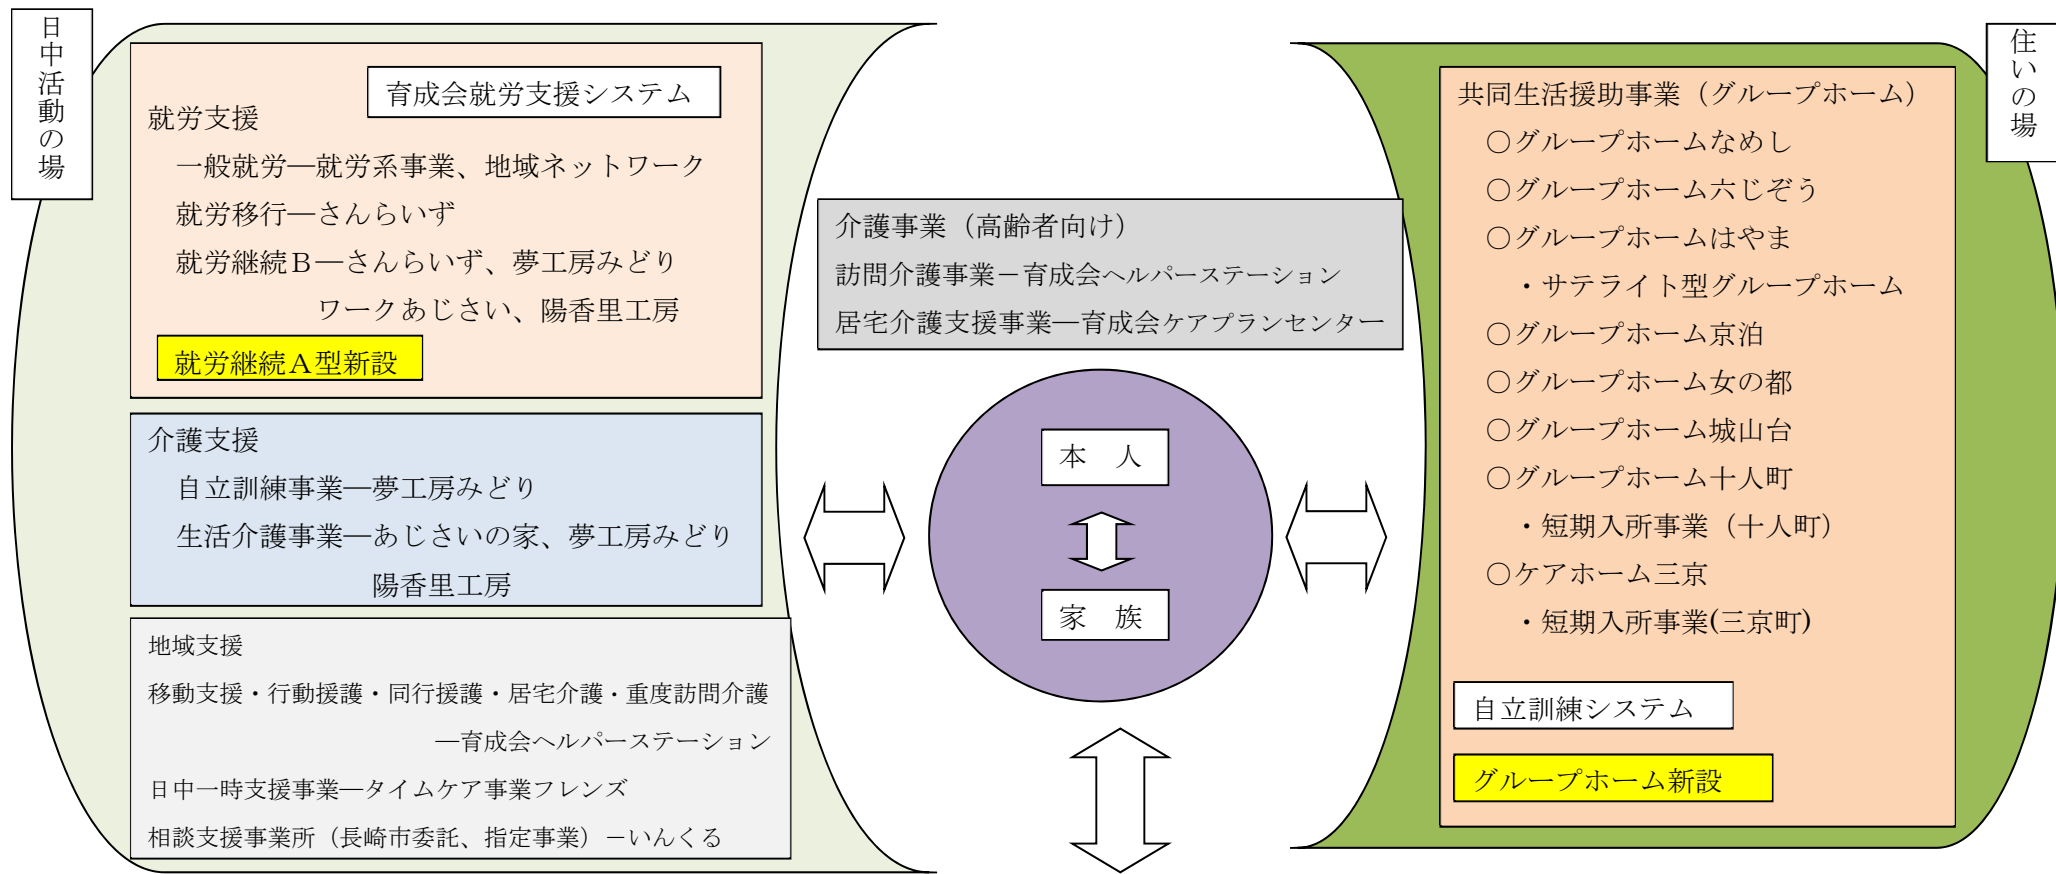 日中活動の場
育成会就労支援システム
就労支援
一般就労―就労系事業、地域ネットワーク
就労移行―さんらいず
就労継続B―さんらいず、夢工房みどり
ワークあじさい、陽香里工房
就労継続A型新設
介護支援
自立訓練事業―夢工房みどり
生活介護事業―あじさいの家、夢工房みどり
陽香里工房
地域支援
移動支援・行動援護・同行援護・居宅介護・重度訪問介護
―育成会ヘルパーステーション
日中一時支援事業―タイムケア事業フレンズ
相談支援事業所（長崎市委託、指定事業）－いんくる
介護事業（高齢者向け）
訪問介護事業－育成会ヘルパーステーション
居宅介護支援事業―育成会ケアプランセンター
本　人
家　族
住いの場
共同生活援助事業（グループホーム）
○グループホームなめし
○グループホーム六じぞう
○グループホームはやま
・サテライト型グループホーム
○グループホーム京泊
○グループホーム女の都
○グループホーム城山台
○グループホーム十人町
・短期入所事業（十人町）
○ケアホーム三京
・短期入所事業(三京町)
自立訓練システム
グループホーム新設